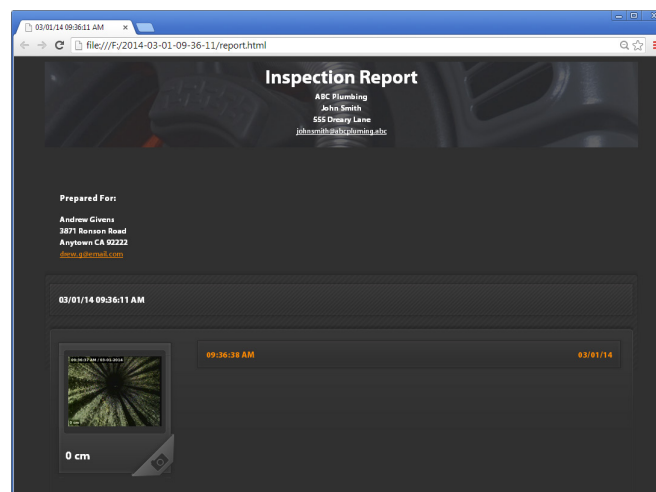 03/01/14 09:36:11 AM
file:///F:/2014-03-01-09-36-11/report.html
Inspection Report
ABC Plumbing
John Smith
555 Dreary Lane
johnsmith@abcpluming.abc
Prepared For:
Andrew Givens
3871 Ronson Road
Anytown CA 92222
drew.g@email.com
03/01/14 09:36:11 AM
09:36:38 AM
03/01/14
0 cm